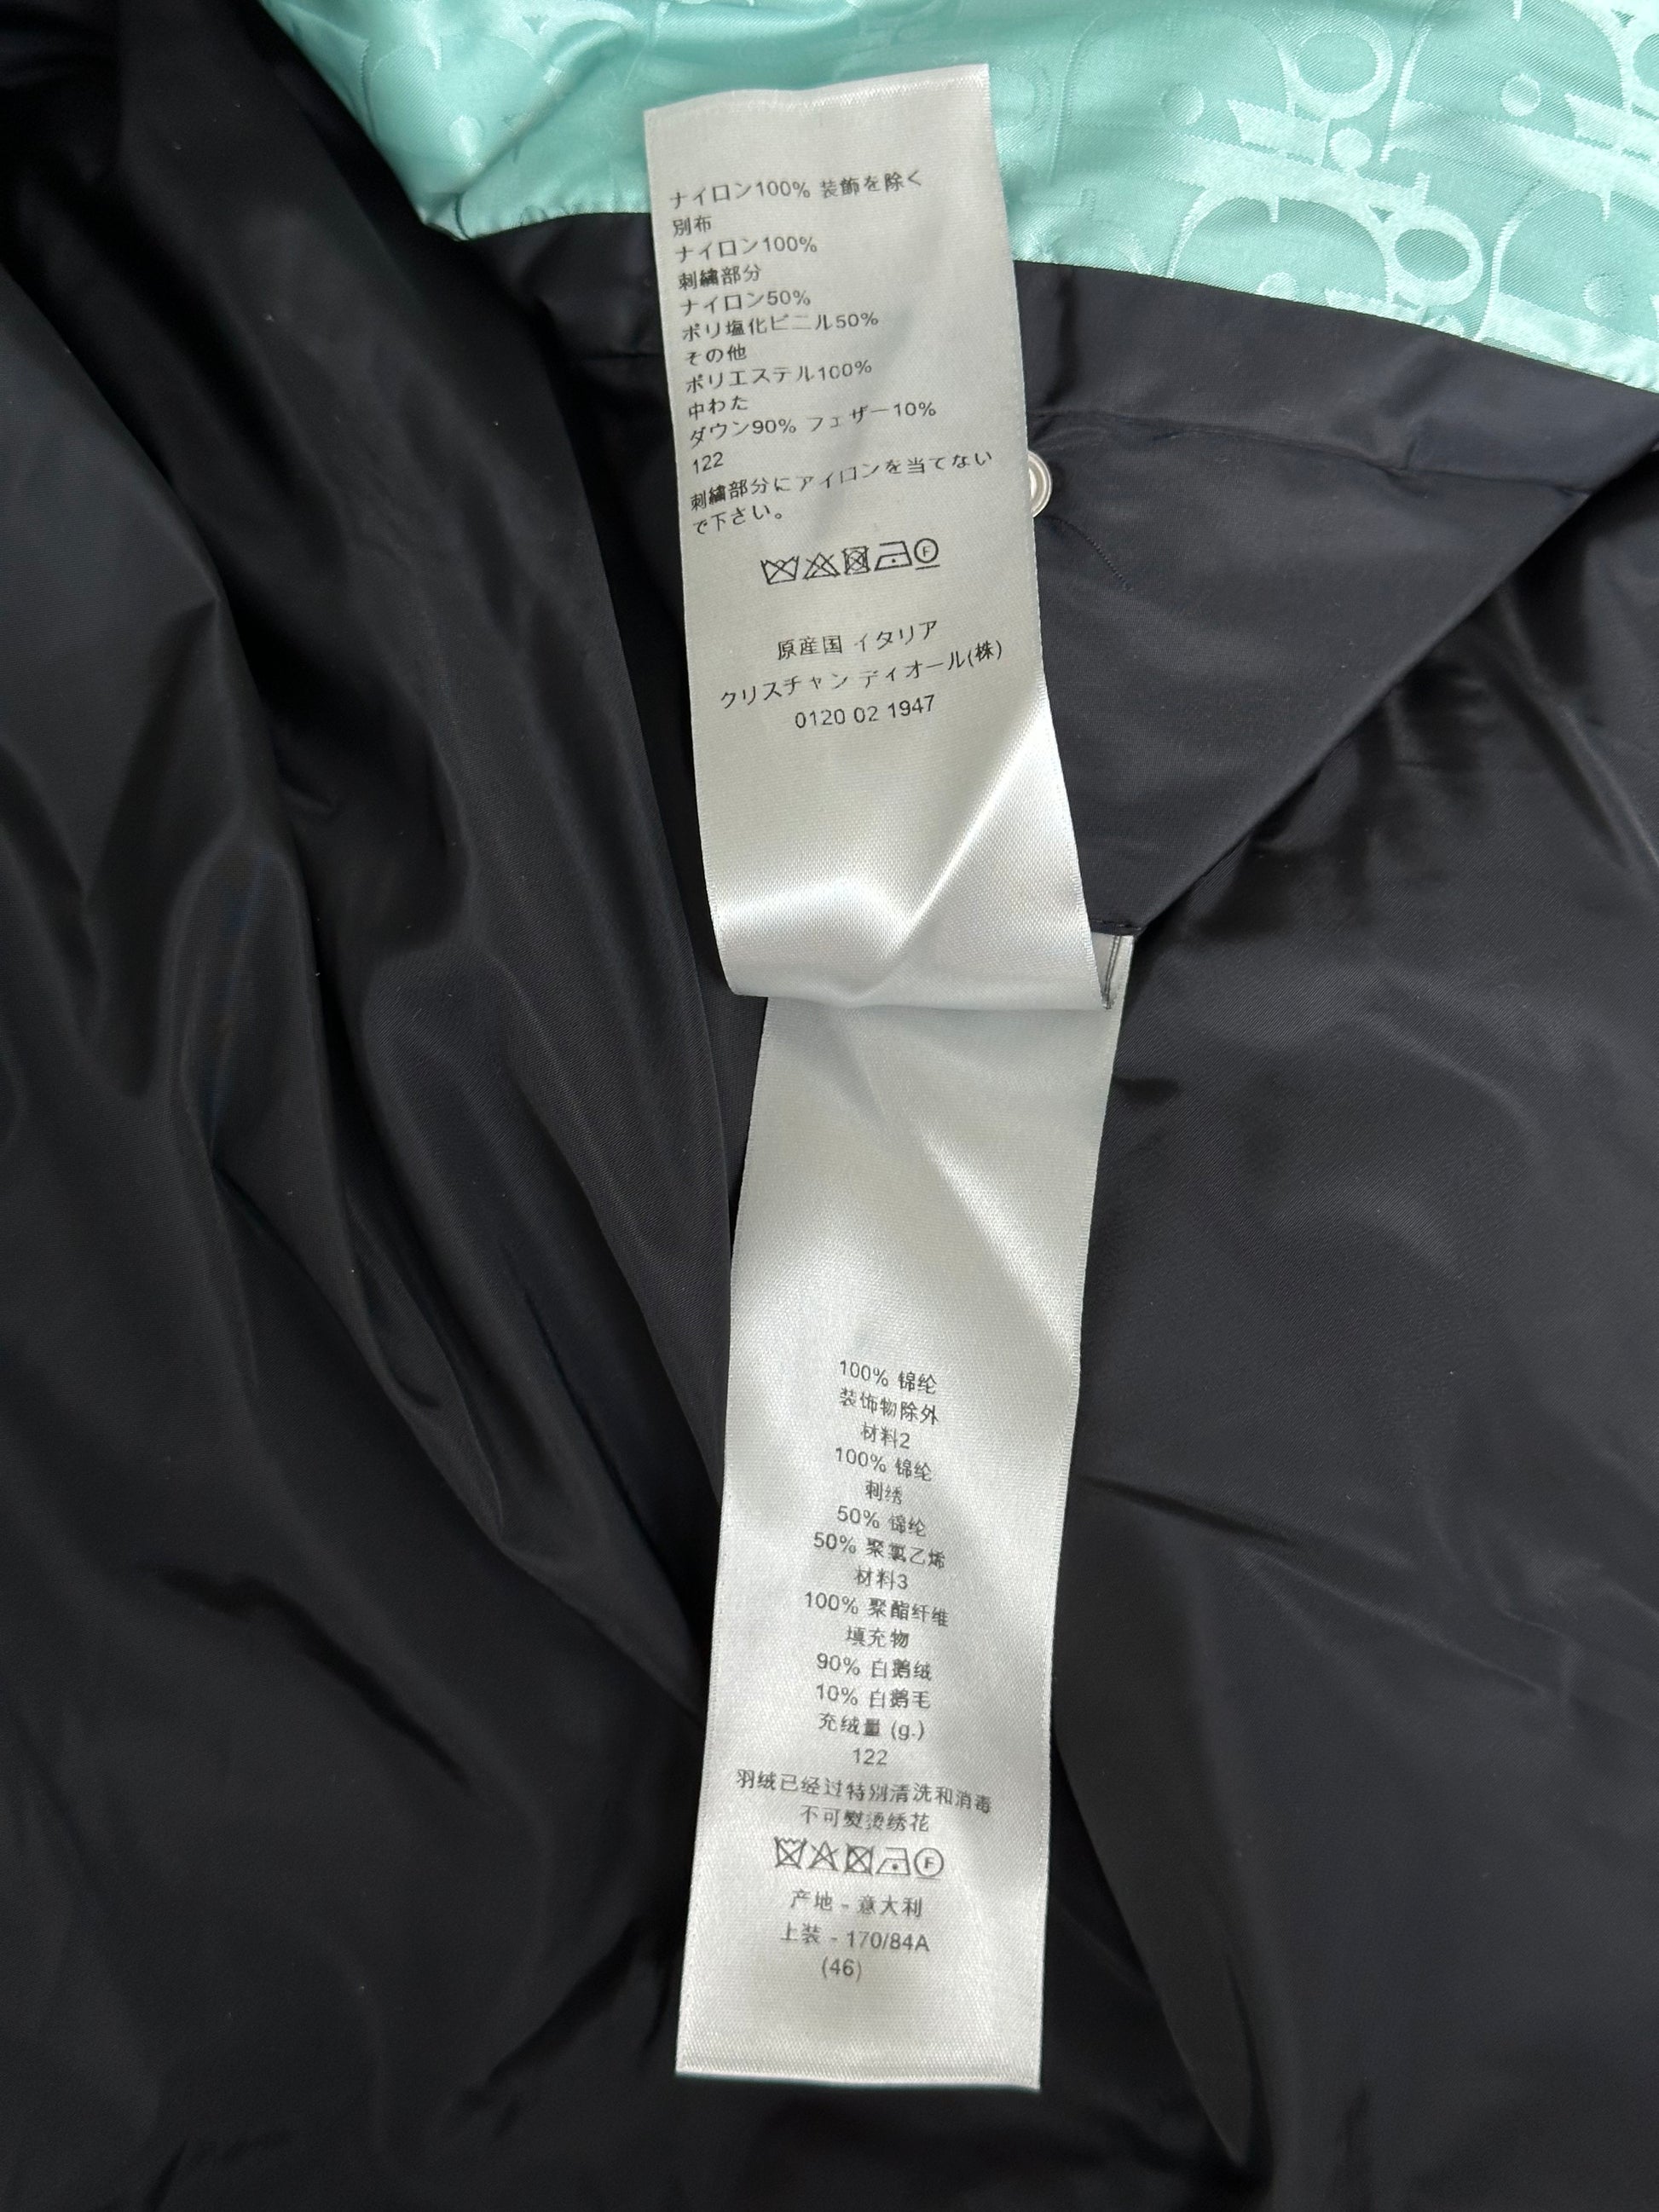 ナイロン100% 装飾を除く
別布
ナイロン100%
刺繍部分
ナイロン50%
ポリ塩化ビニル50%
その他
ポリエステル100%
中わた
ダウン90% フェザー10%
122
刺繍部分にアイロンを当てない
で下さい。
F
原産国 イタリア
クリスチャン ディオール(株)
0120 02 1947
100% 锦纶
装饰物除外
材料2
100% 锦纶
刺绣
50% 锦纶
50% 聚氯乙烯
材料3
100% 聚酯纤维
填充物
90% 白鹅绒
10% 白鹅毛
充绒量 (g.)
122
羽绒已经过特别清洗和消毒
不可熨烫绣花
F
产地 - 意大利
上装 - 170/84A
(46)